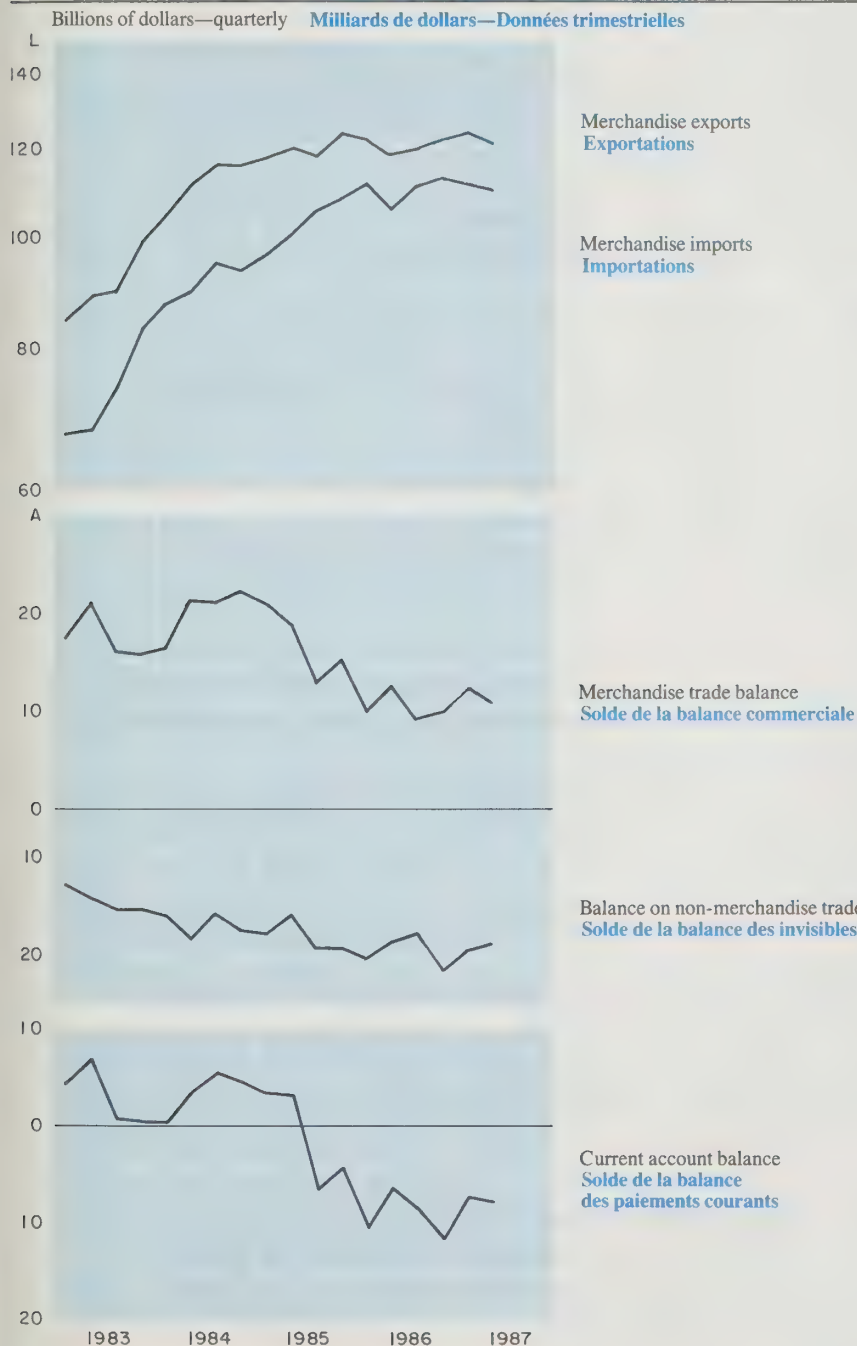 Billions of dollars—quarterly Milliards de dollars—Données trimestrielles
L
140
120
100
80
60
Merchandise exports
Exportations
Merchandise imports
Importations
A
20
10
0
10
20
Merchandise trade balance
Solde de la balance commerciale
Balance on non-merchandise trade
Solde de la balance des invisibles
10
0
10
20
Current account balance
Solde de la balance
des paiements courants
1983 1984 1985 1986 1987